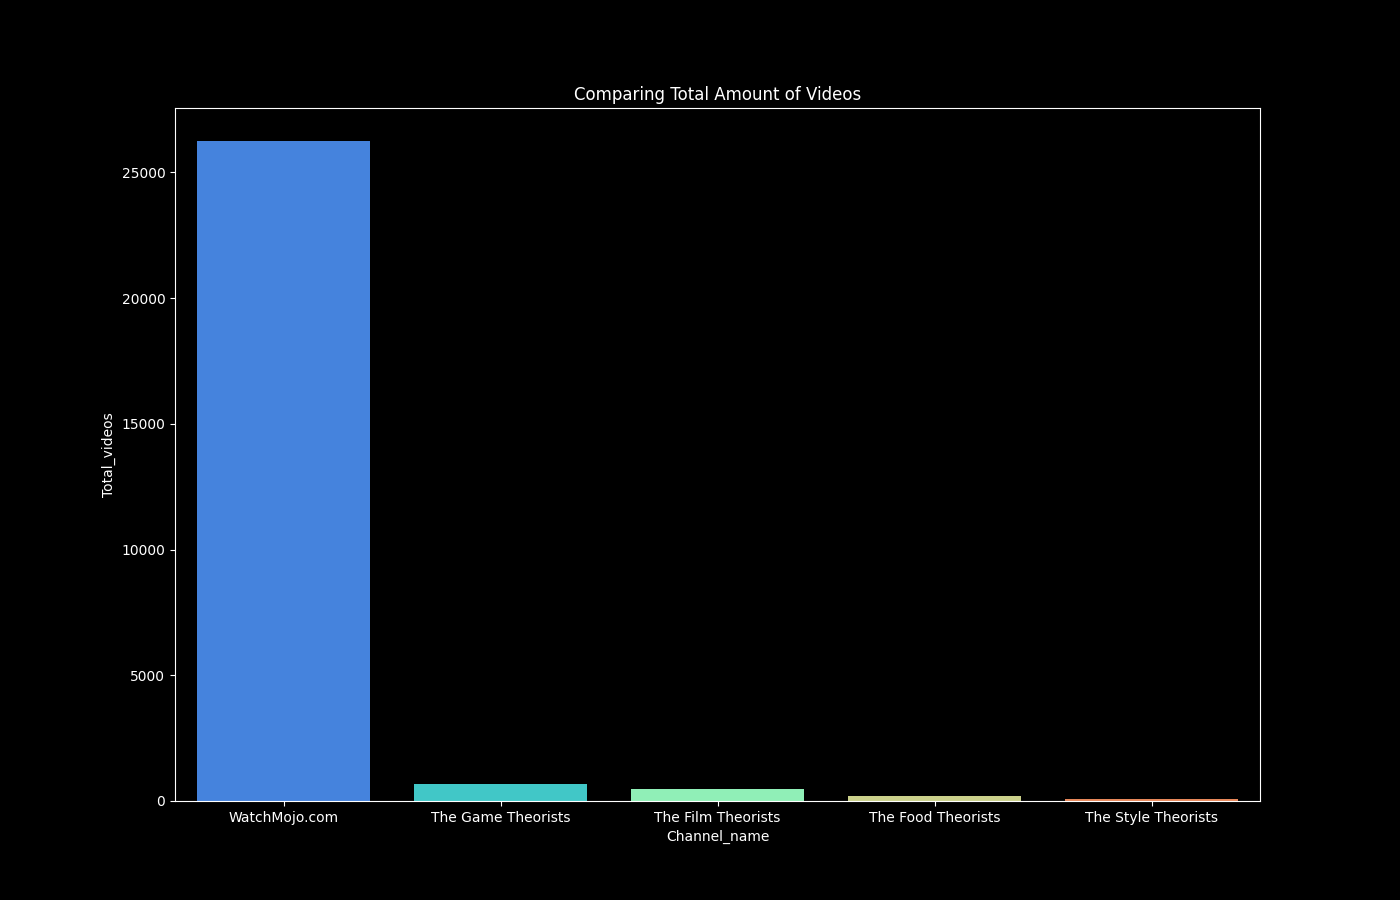 Comparing Total Amount of Videos
Total_videos
25000
20000
15000
10000
5000
0
WatchMojo.com
The Game Theorists
The Film Theorists
The Food Theorists
The Style Theorists
Channel_name